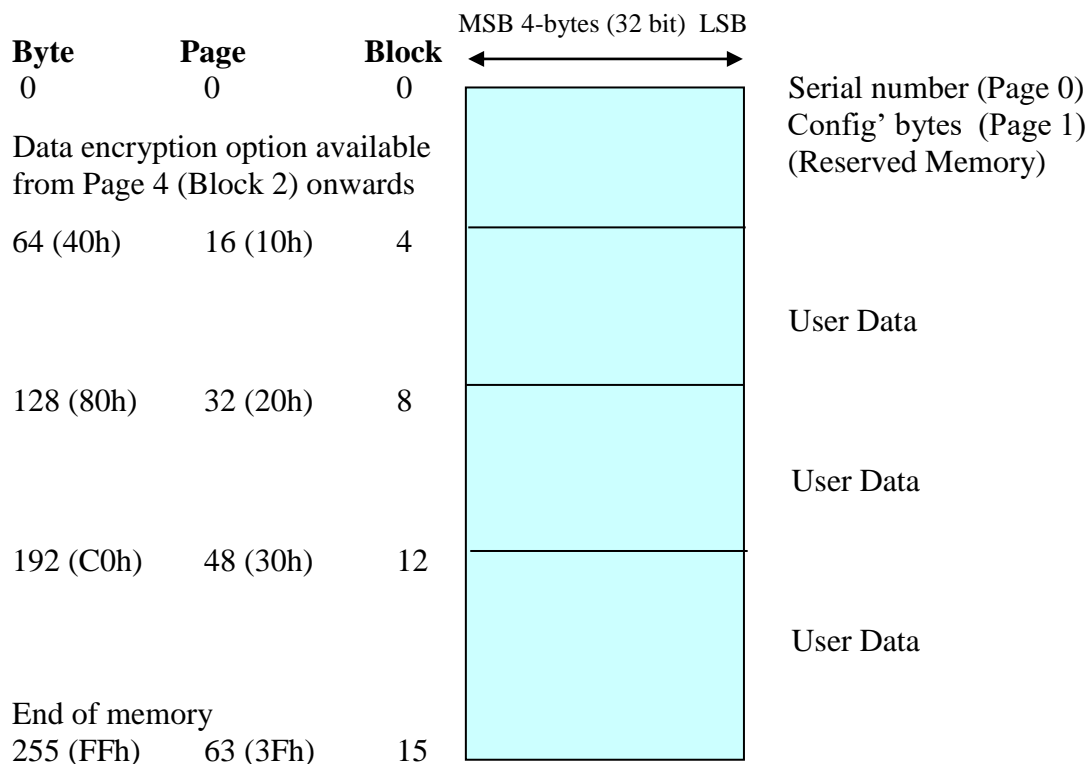 MSB 4-bytes (32 bit) LSB
Byte Page Block
0 0 0
Serial number (Page 0)
Config’ bytes (Page 1)
(Reserved Memory)
Data encryption option available
from Page 4 (Block 2) onwards
64 (40h) 16 (10h) 4
User Data
128 (80h) 32 (20h) 8
User Data
192 (C0h) 48 (30h) 12
User Data
End of memory
255 (FFh) 63 (3Fh) 15